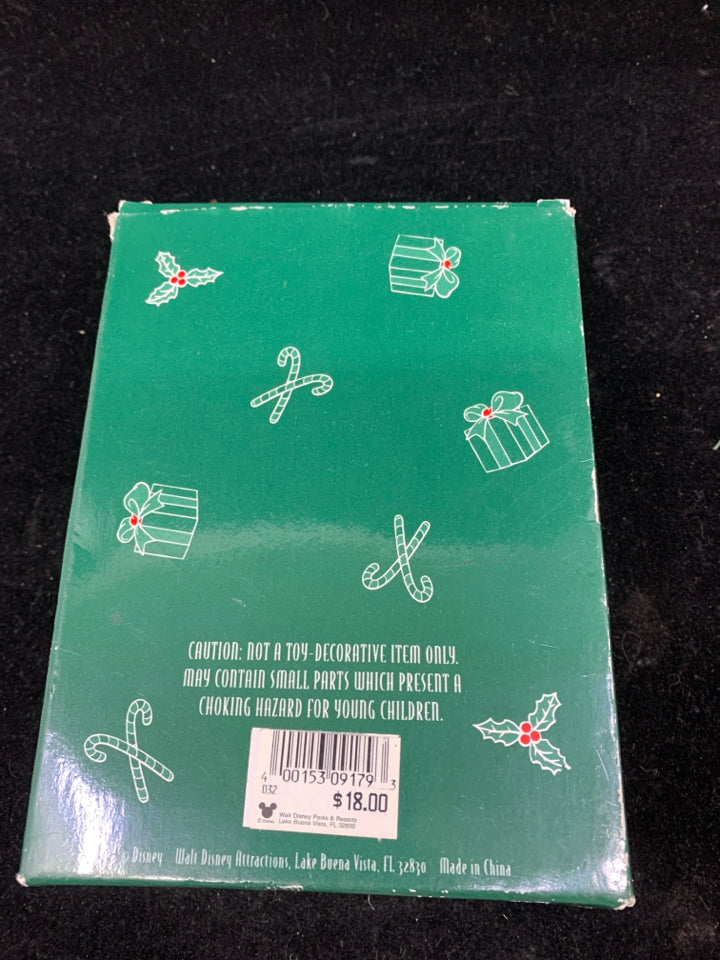 CAUTION: NOT A TOY-DECORATIVE ITEM ONLY.
MAY CONTAIN SMALL PARTS WHICH PRESENT A
CHOKING HAZARD FOR YOUNG CHILDREN.
4 00153 09179 3
032
$18.00
© Disney
Walt Disney Parks & Resorts
Lake Buena Vista, FL 32830
© Disney Walt Disney Attractions, Lake Buena Vista, FL 32830 Made in China